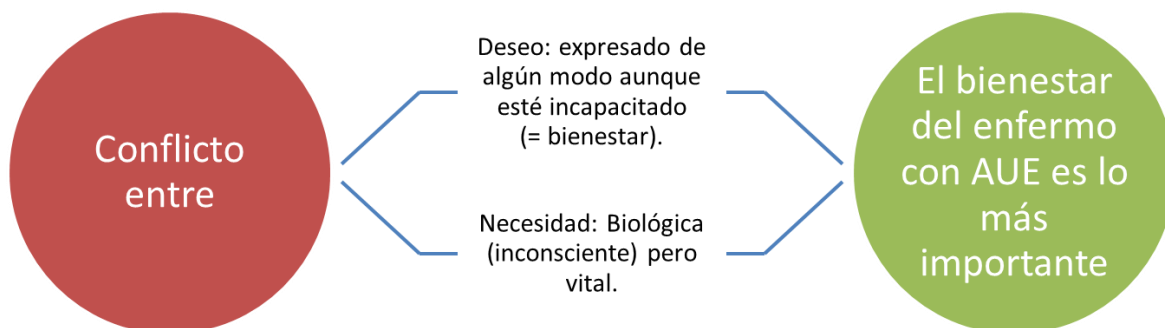 Conflicto
entre
Deseo: expresado de
algún modo aunque
esté incapacitado
(= bienestar).
Necesidad: Biológica
(inconsciente) pero
vital.
El bienestar
del enfermo
con AUE es lo
más
importante